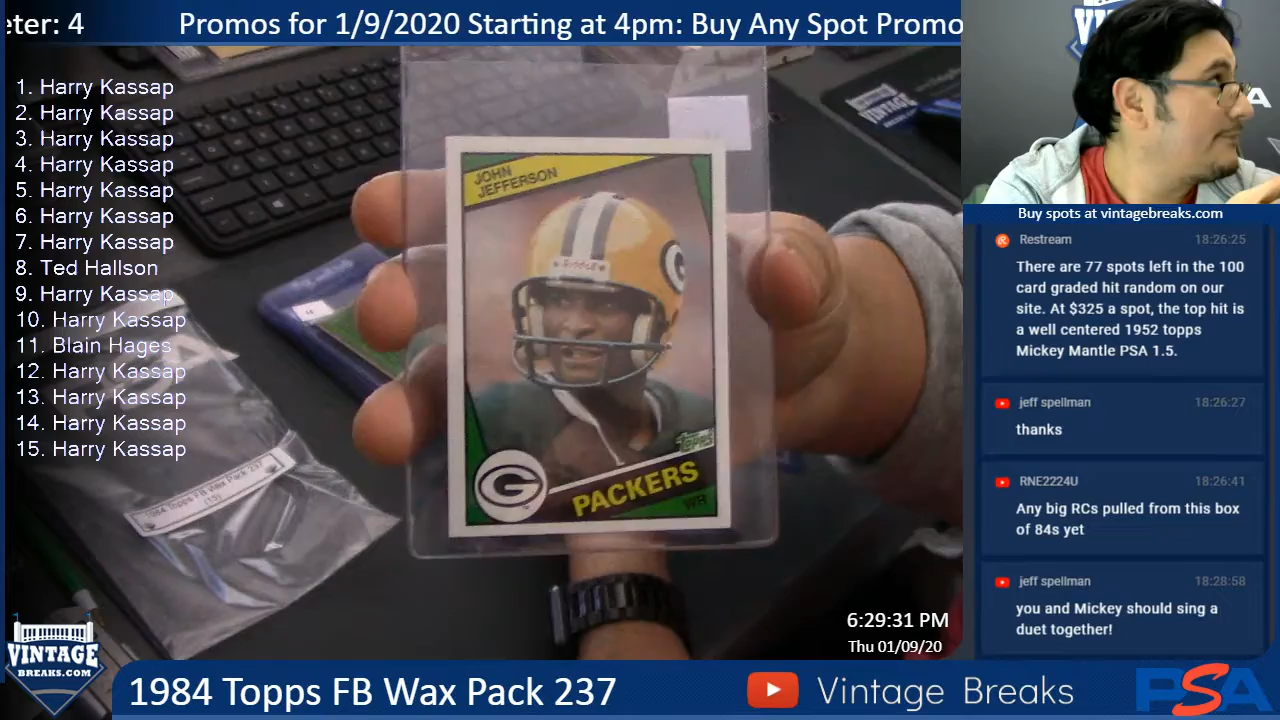 eter: 4
Promos for 1/9/2020 Starting at 4pm: Buy Any Spot Promo
1. Harry Kassap
2. Harry Kassap
3. Harry Kassap
4. Harry Kassap
5. Harry Kassap
6. Harry Kassap
7. Harry Kassap
8. Ted Hallson
9. Harry Kassap
10. Harry Kassap
11. Blain Hages
12. Harry Kassap
13. Harry Kassap
14. Harry Kassap
15. Harry Kassap
1984 Topps FB Wax Pack 237
(15)
JOHN
JEFFERSON
Riddell
G
Topps
PACKERS
WR
VINTAGE
BREAKS
A
Buy spots at vintagebreaks.com
Restream 18:26:25
There are 77 spots left in the 100
card graded hit random on our
site. At $325 a spot, the top hit is
a well centered 1952 topps
Mickey Mantle PSA 1.5.
jeff spellman 18:26:27
thanks
RNE2224U 18:26:41
Any big RCs pulled from this box
of 84s yet
jeff spellman 18:28:58
you and Mickey should sing a
duet together!
6:29:31 PM
Thu 01/09/20
VINTAGE
BREAKS.COM
1984 Topps FB Wax Pack 237
Vintage Breaks
PSA